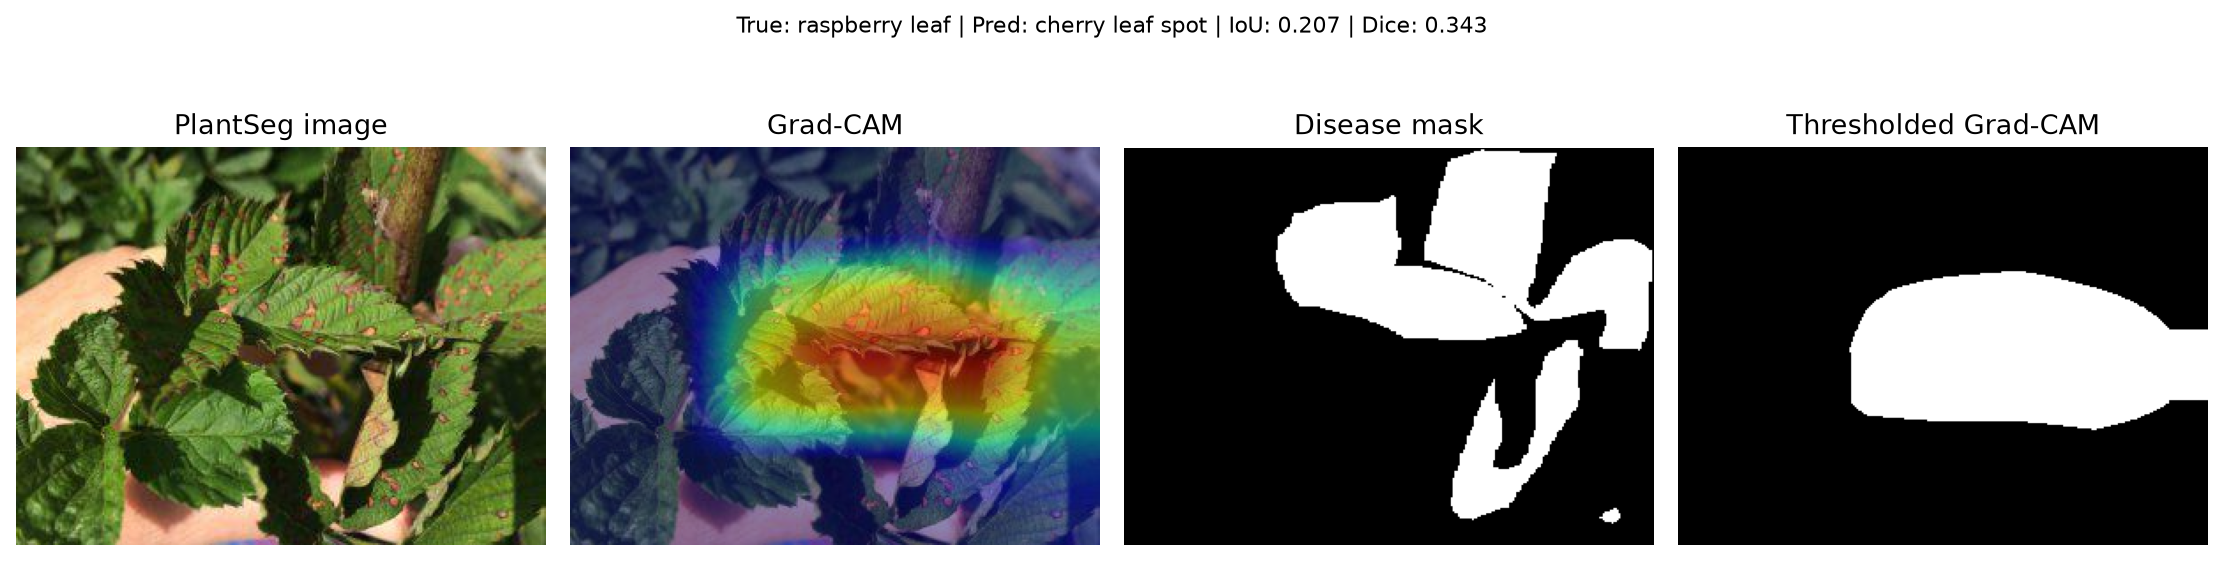 True: raspberry leaf | Pred: cherry leaf spot | IoU: 0.207 | Dice: 0.343
PlantSeg image
Grad-CAM
Disease mask
Thresholded Grad-CAM